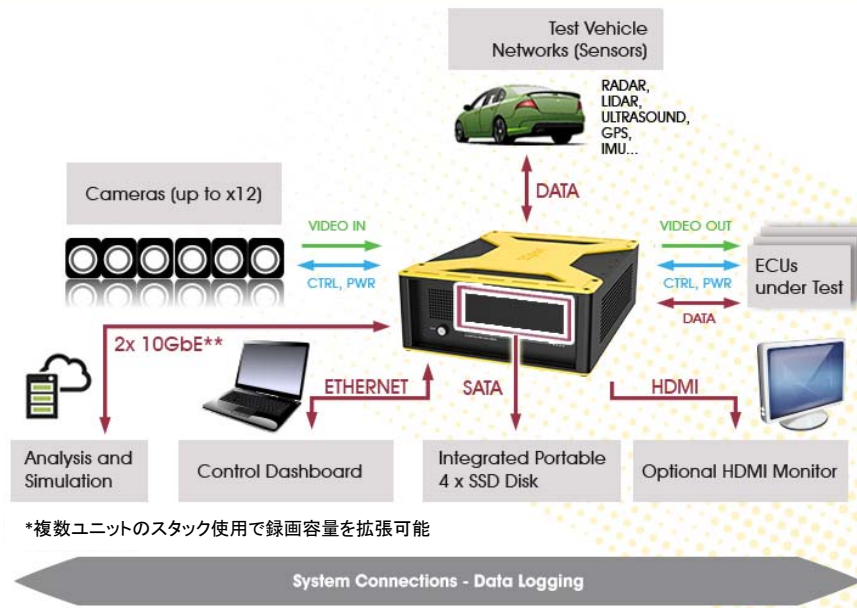 Test Vehicle
Networks (Sensors)
RADAR,
LIDAR,
ULTRASOUND,
GPS,
IMU...
DATA
Cameras (up to x12)
VIDEO IN
CTRL, PWR
VIDEO OUT
CTRL, PWR
DATA
ECUs
under Test
2x 10GbE**
ETHERNET
SATA
HDMI
Analysis and
Simulation
Control Dashboard
Integrated Portable
4 x SSD Disk
Optional HDMI Monitor
*複数ユニットのスタック使用で録画容量を拡張可能
System Connections - Data Logging